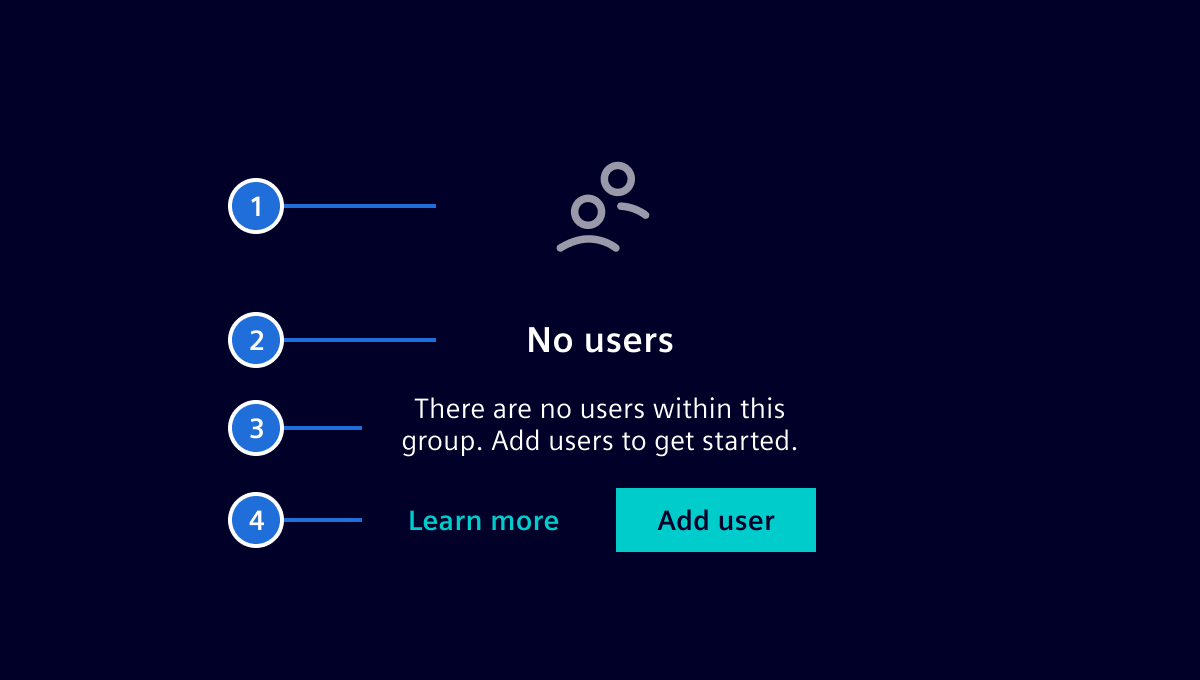 1
2
No users
3
There are no users within this
group. Add users to get started.
4
Learn more
Add user